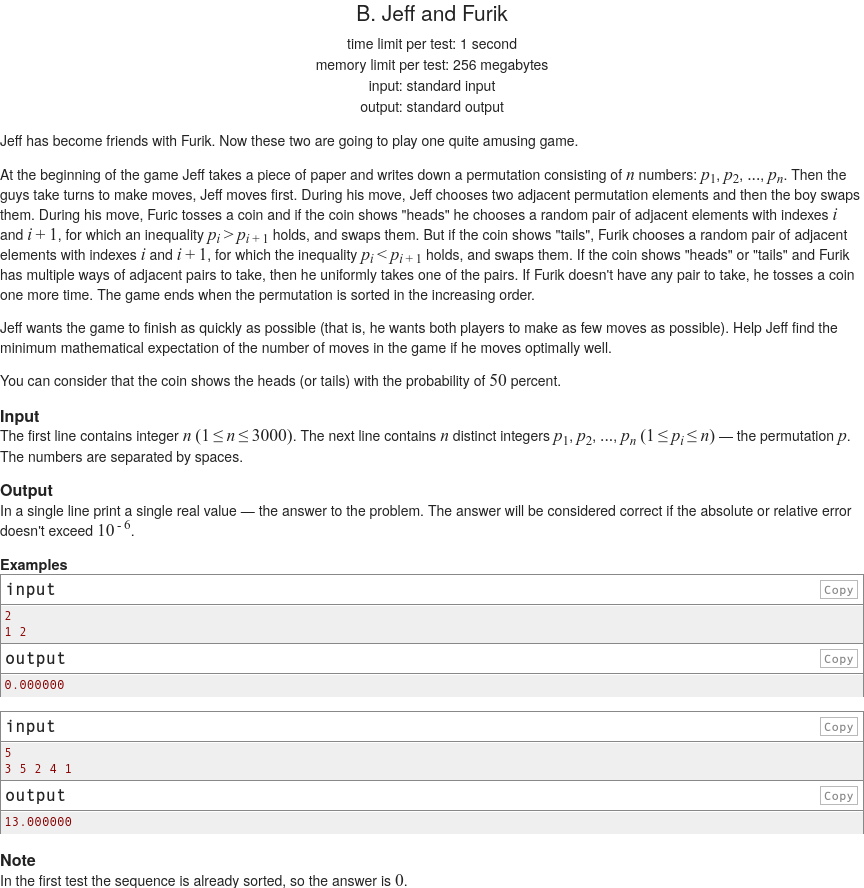 B. Jeff and Furik
time limit per test: 1 second
memory limit per test: 256 megabytes
input: standard input
output: standard output
Jeff has become friends with Furik. Now these two are going to play one quite amusing game.
At the beginning of the game Jeff takes a piece of paper and writes down a permutation consisting of n numbers: p1, p2, ..., pn. Then the
guys take turns to make moves, Jeff moves first. During his move, Jeff chooses two adjacent permutation elements and then the boy swaps
them. During his move, Furic tosses a coin and if the coin shows "heads" he chooses a random pair of adjacent elements with indexes i
and i + 1, for which an inequality pi > pi + 1 holds, and swaps them. But if the coin shows "tails", Furik chooses a random pair of adjacent
elements with indexes i and i + 1, for which the inequality pi < pi + 1 holds, and swaps them. If the coin shows "heads" or "tails" and Furik
has multiple ways of adjacent pairs to take, then he uniformly takes one of the pairs. If Furik doesn't have any pair to take, he tosses a coin
one more time. The game ends when the permutation is sorted in the increasing order.
Jeff wants the game to finish as quickly as possible (that is, he wants both players to make as few moves as possible). Help Jeff find the
minimum mathematical expectation of the number of moves in the game if he moves optimally well.
You can consider that the coin shows the heads (or tails) with the probability of 50 percent.
Input
The first line contains integer n (1 ≤ n ≤ 3000). The next line contains n distinct integers p1, p2, ..., pn (1 ≤ pi ≤ n) — the permutation p.
The numbers are separated by spaces.
Output
In a single line print a single real value — the answer to the problem. The answer will be considered correct if the absolute or relative error
doesn't exceed 10 - 6.
Examples
input Copy
2
1 2
output Copy
0.000000
input Copy
5
3 5 2 4 1
output Copy
13.000000
Note
In the first test the sequence is already sorted, so the answer is 0.